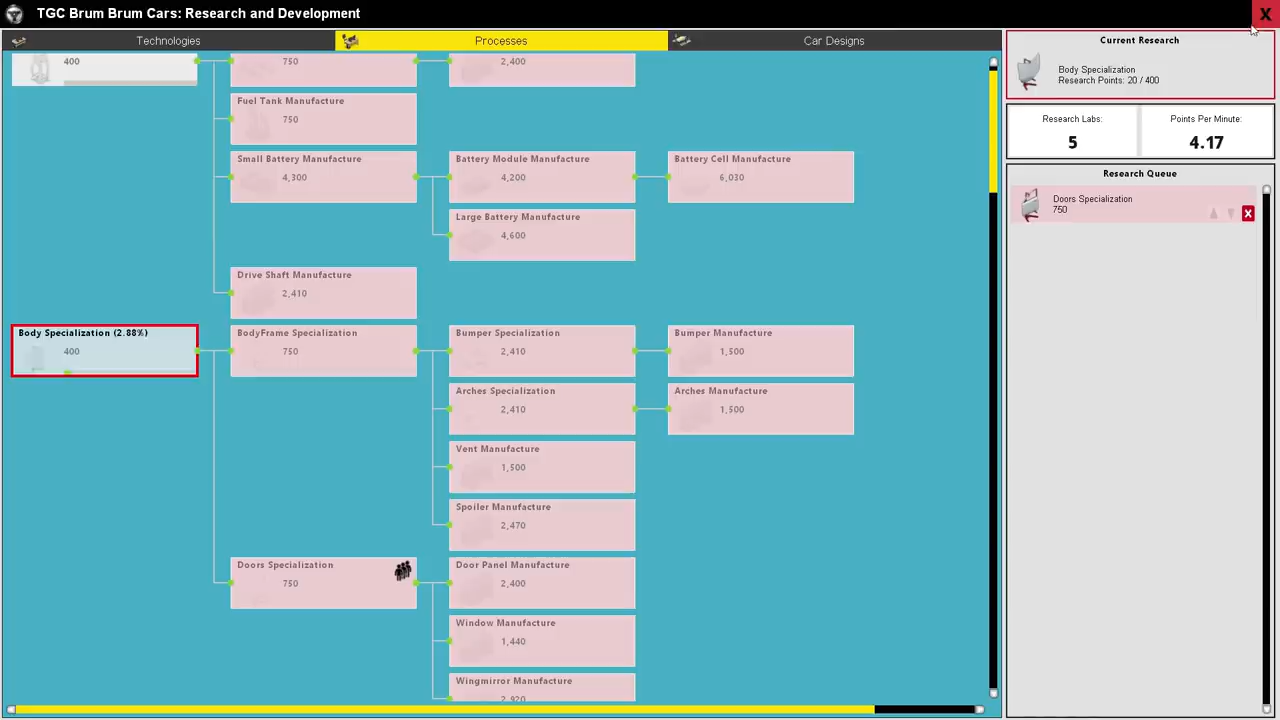 TGC Brum Brum Cars: Research and Development
X
Technologies
Processes
Car Designs
400
750
2,400
Fuel Tank Manufacture
750
Small Battery Manufacture
4,300
Battery Module Manufacture
4,200
Battery Cell Manufacture
6,030
Large Battery Manufacture
4,600
Drive Shaft Manufacture
2,410
Body Specialization (2.88%)
400
BodyFrame Specialization
750
Bumper Specialization
2,410
Bumper Manufacture
1,500
Arches Specialization
2,410
Arches Manufacture
1,500
Vent Manufacture
1,500
Spoiler Manufacture
2,470
Doors Specialization
750
Door Panel Manufacture
2,400
Window Manufacture
1,440
Wingmirror Manufacture
2,920
Current Research
Body Specialization
Research Points: 20 / 400
Research Labs:
5
Points Per Minute:
4.17
Research Queue
Doors Specialization
750
X